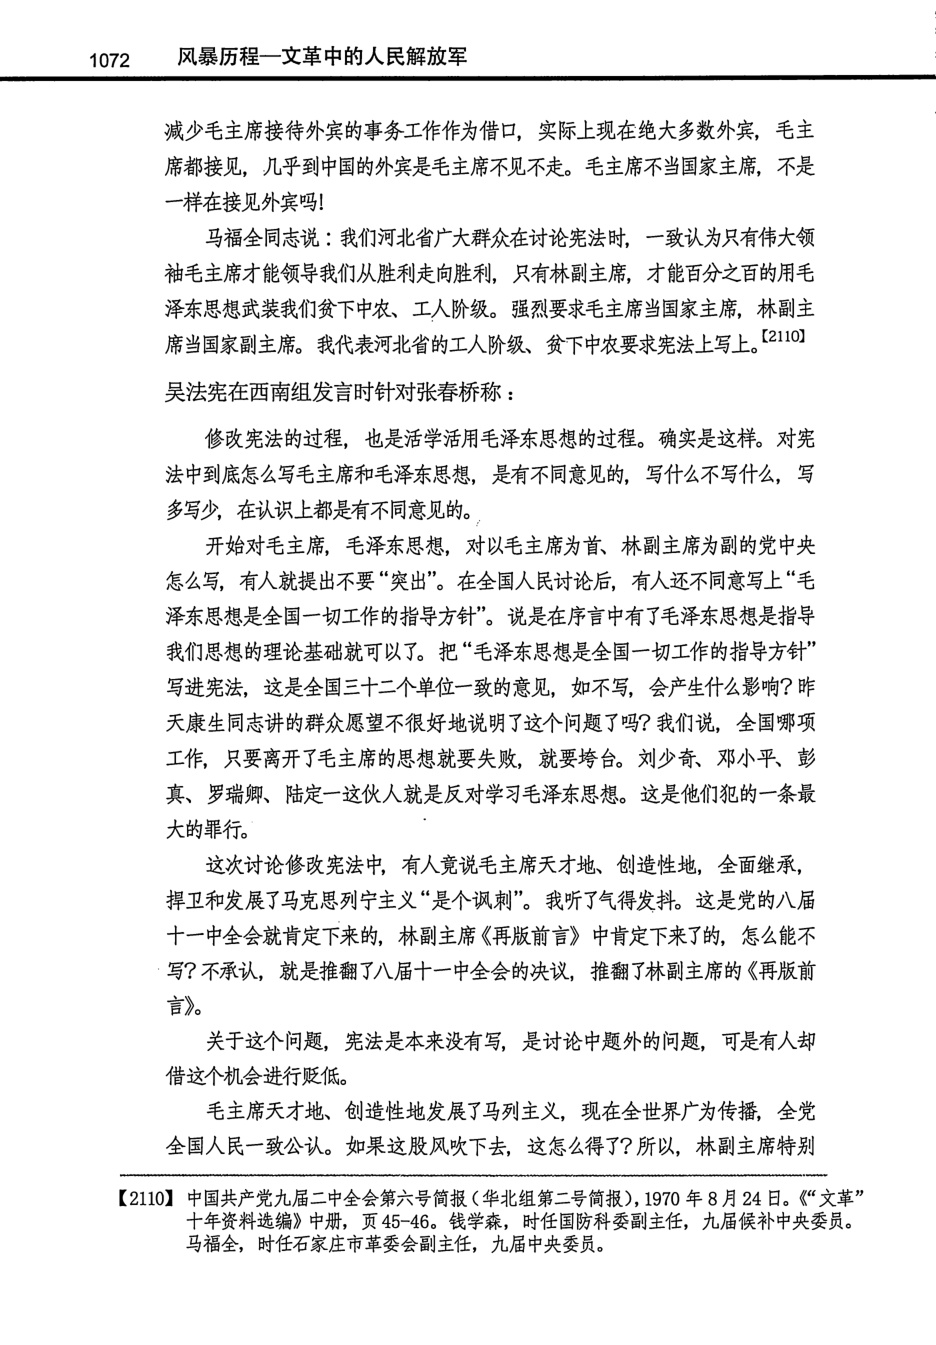 1072 风暴历程—文革中的人民解放军
减少毛主席接待外宾的事务工作作为借口，实际上现在绝大多数外宾，毛主
席都接见，几乎到中国的外宾是毛主席不见不走。毛主席不当国家主席，不是
一样在接见外宾吗！
马福全同志说：我们河北省广大群众在讨论宪法时，一致认为只有伟大领
袖毛主席才能领导我们从胜利走向胜利，只有林副主席，才能百分之百的用毛
泽东思想武装我们贫下中农、工人阶级。强烈要求毛主席当国家主席，林副主
席当国家副主席。我代表河北省的工人阶级、贫下中农要求宪法上写上。【2110】
吴法宪在西南组发言时针对张春桥称：
修改宪法的过程，也是活学活用毛泽东思想的过程。确实是这样。对宪
法中到底怎么写毛主席和毛泽东思想，是有不同意见的，写什么不写什么，写
多写少，在认识上都是有不同意见的。
开始对毛主席，毛泽东思想，对以毛主席为首、林副主席为副的党中央
怎么写，有人就提出不要“突出”。在全国人民讨论后，有人还不同意写上“毛
泽东思想是全国一切工作的指导方针”。说是在序言中有了毛泽东思想是指导
我们思想的理论基础就可以了。把“毛泽东思想是全国一切工作的指导方针”
写进宪法，这是全国三十二个单位一致的意见，如不写，会产生什么影响？昨
天康生同志讲的群众愿望不很好地说明了这个问题了吗？我们说，全国哪项
工作，只要离开了毛主席的思想就要失败，就要垮台。刘少奇、邓小平、彭
真、罗瑞卿、陆定一这伙人就是反对学习毛泽东思想。这是他们犯的一条最
大的罪行。
这次讨论修改宪法中，有人竟说毛主席天才地、创造性地，全面继承，
捍卫和发展了马克思列宁主义“是个讽刺”。我听了气得发抖。这是党的八届
十一中全会就肯定下来的，林副主席《再版前言》中肯定下来了的，怎么能不
写？不承认，就是推翻了八届十一中全会的决议，推翻了林副主席的《再版前
言》。
关于这个问题，宪法是本来没有写，是讨论中题外的问题，可是有人却
借这个机会进行贬低。
毛主席天才地、创造性地发展了马列主义，现在全世界广为传播，全党
全国人民一致公认。如果这股风吹下去，这怎么得了？所以，林副主席特别
【2110】中国共产党九届二中全会第六号简报（华北组第二号简报），1970 年 8 月 24 日。《“文革”
十年资料选编》中册，页 45-46。钱学森，时任国防科委副主任，九届候补中央委员。
马福全，时任石家庄市革委会副主任，九届中央委员。